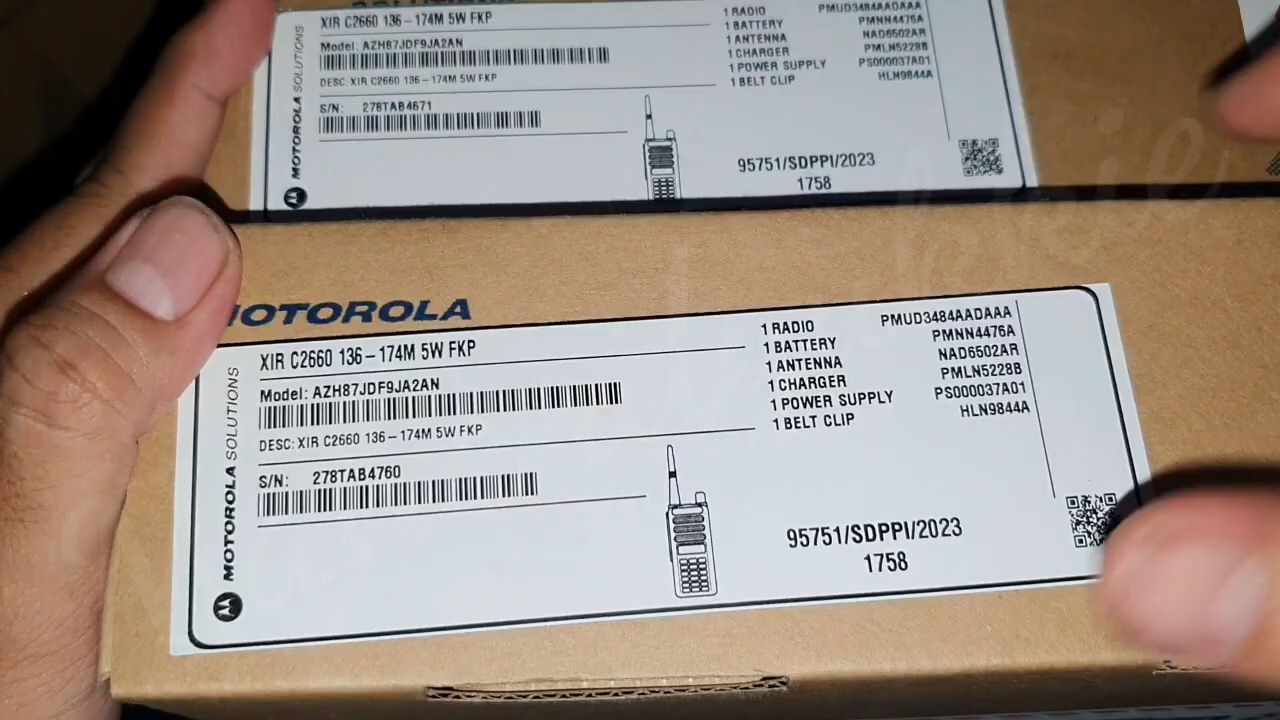 SOLUTIONS
XIR C2660 136-174M 5W FKP
Model: AZH87JDF9JA2AN
DESC: XIR C2660 136-174M 5W FKP
S/N: 278TAB4671
MOTOROLA SOLUTIONS
1 RADIO PMUD3484AADAAA
1 BATTERY PMNN4476A
1 ANTENNA NAD6502AR
1 CHARGER PMLN5228B
1 POWER SUPPLY PS000037A01
1 BELT CLIP HLN9844A
95751/SDPPI/2023
1758
MOTOROLA
XIR C2660 136-174M 5W FKP
Model: AZH87JDF9JA2AN
DESC: XIR C2660 136-174M 5W FKP
S/N: 278TAB4760
MOTOROLA SOLUTIONS
1 RADIO PMUD3484AADAAA
1 BATTERY PMNN4476A
1 ANTENNA NAD6502AR
1 CHARGER PMLN5228B
1 POWER SUPPLY PS000037A01
1 BELT CLIP HLN9844A
95751/SDPPI/2023
1758